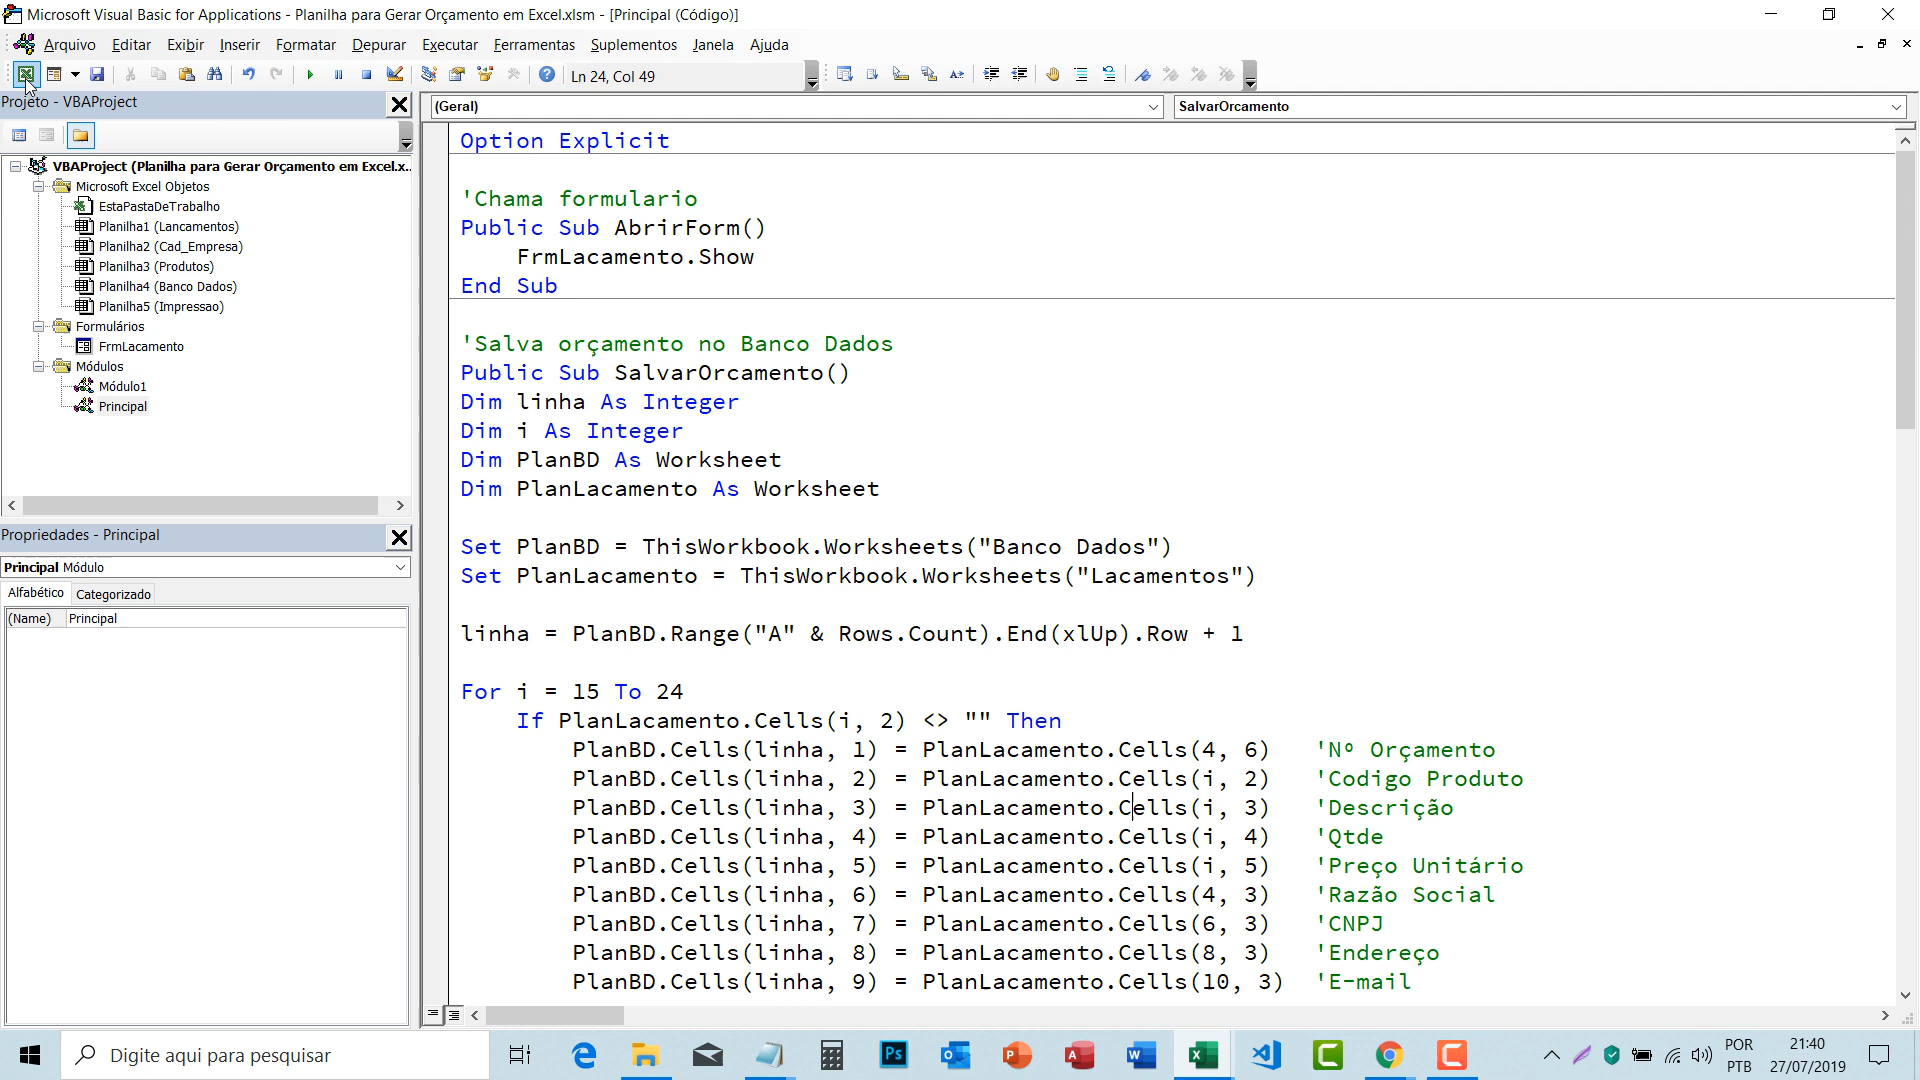 Microsoft Visual Basic for Applications - Planilha para Gerar Orçamento em Excel.xlsm - [Principal (Código)]
Arquivo Editar Exibir Inserir Formatar Depurar Executar Ferramentas Suplementos Janela Ajuda
Ln 24, Col 49
Projeto - VBAProject
VBAProject (Planilha para Gerar Orçamento em Excel.x..
Microsoft Excel Objetos
EstaPastaDeTrabalho
Planilha1 (Lancamentos)
Planilha2 (Cad_Empresa)
Planilha3 (Produtos)
Planilha4 (Banco Dados)
Planilha5 (Impressao)
Formulários
FrmLacamento
Módulos
Módulo1
Principal
Propriedades - Principal
Principal Módulo
Alfabético Categorizado
(Name) Principal
(Geral) SalvarOrcamento
Option Explicit
'Chama formulario
Public Sub AbrirForm()
FrmLacamento.Show
End Sub
'Salva orçamento no Banco Dados
Public Sub SalvarOrcamento()
Dim linha As Integer
Dim i As Integer
Dim PlanBD As Worksheet
Dim PlanLacamento As Worksheet
Set PlanBD = ThisWorkbook.Worksheets("Banco Dados")
Set PlanLacamento = ThisWorkbook.Worksheets("Lacamentos")
linha = PlanBD.Range("A" & Rows.Count).End(xlUp).Row + 1
For i = 15 To 24
If PlanLacamento.Cells(i, 2) <> "" Then
PlanBD.Cells(linha, 1) = PlanLacamento.Cells(4, 6) 'Nº Orçamento
PlanBD.Cells(linha, 2) = PlanLacamento.Cells(i, 2) 'Codigo Produto
PlanBD.Cells(linha, 3) = PlanLacamento.Cells(i, 3) 'Descrição
PlanBD.Cells(linha, 4) = PlanLacamento.Cells(i, 4) 'Qtde
PlanBD.Cells(linha, 5) = PlanLacamento.Cells(i, 5) 'Preço Unitário
PlanBD.Cells(linha, 6) = PlanLacamento.Cells(4, 3) 'Razão Social
PlanBD.Cells(linha, 7) = PlanLacamento.Cells(6, 3) 'CNPJ
PlanBD.Cells(linha, 8) = PlanLacamento.Cells(8, 3) 'Endereço
PlanBD.Cells(linha, 9) = PlanLacamento.Cells(10, 3) 'E-mail
Digite aqui para pesquisar
POR
PTB
21:40
27/07/2019